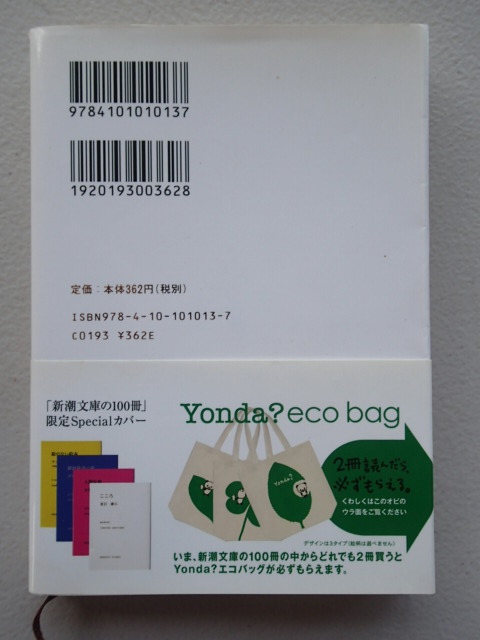 9784101010137
1920193003628
定価：本体362円(税別)
ISBN978-4-10-101013-7
C0193 ¥362E
「新潮文庫の100冊」
限定Specialカバー
こころ
Yonda? eco bag
Yonda?
2冊読んだら、
必ずもらえる。
くわしくはこのオビの
ウラ面をご覧ください
デザインは3タイプ(絵柄は選べません)
いま、新潮文庫の100冊の中からどれでも2冊買うと
Yonda?エコバッグが必ずもらえます。